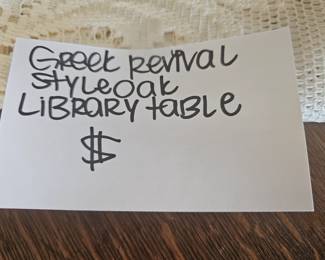 Greek revival
style oak
LIBRARY table
$